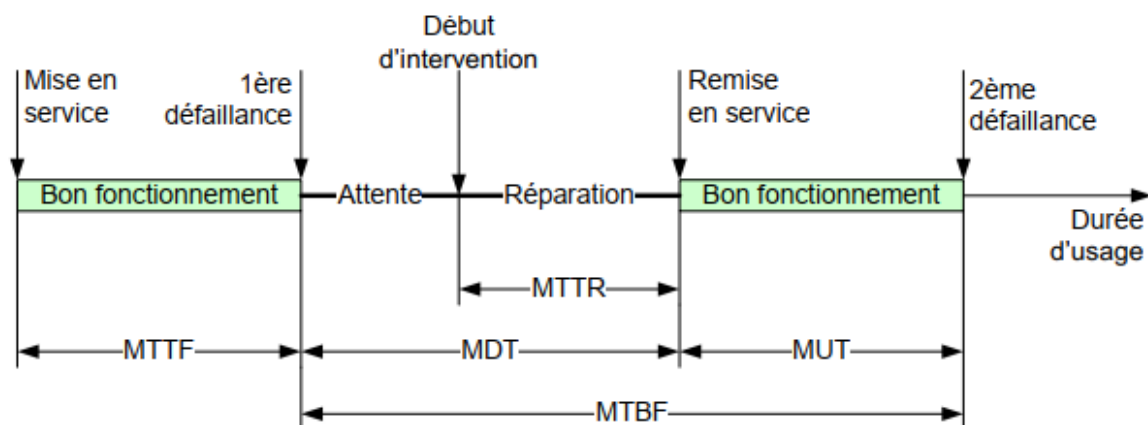 Début
d'intervention
Mise en
service
1ère
défaillance
Remise
en service
2ème
défaillance
Bon fonctionnement
Attente
Réparation
Bon fonctionnement
Durée
d'usage
MTTR
MTTF
MDT
MUT
MTBF